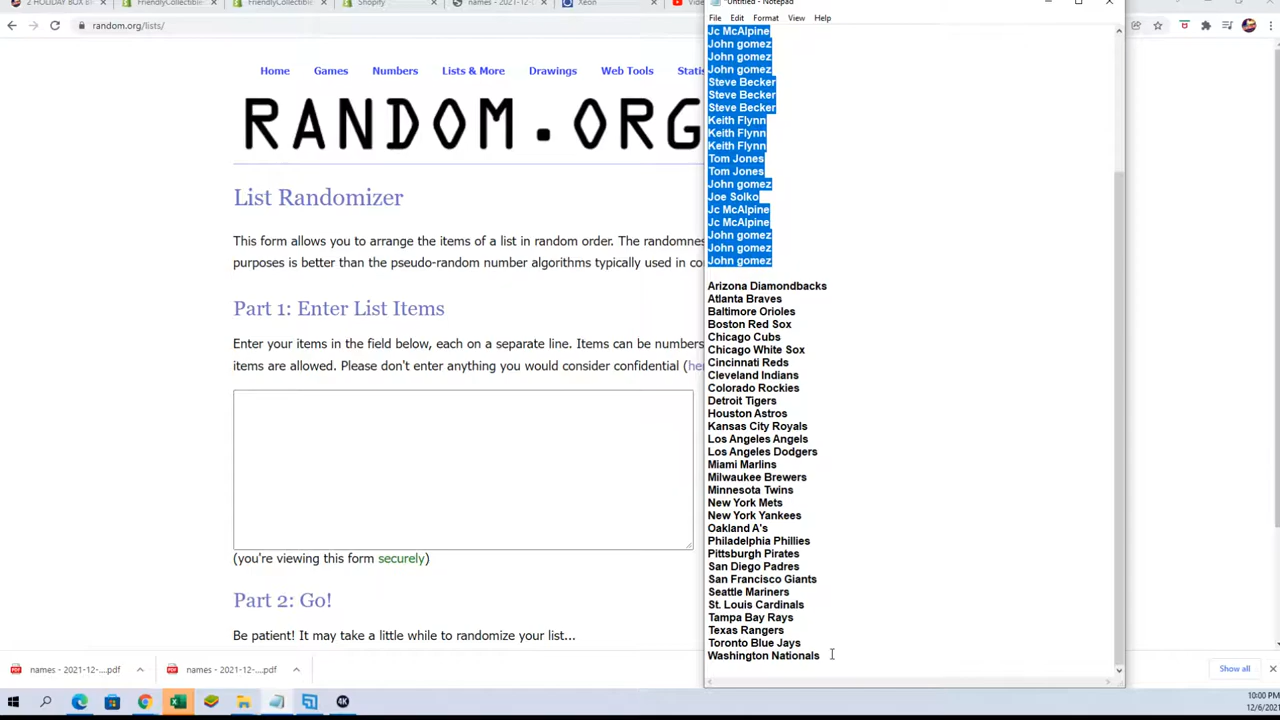 2 HOLIDAY BOX B
FriendlyCollectible
FriendlyCollectible
Shopify
names - 2021-12-
Xeon
Vide
*Untitled - Notepad
random.org/lists/
File Edit Format View Help
Home Games Numbers Lists & More Drawings Web Tools Statis
RANDOM.ORG
List Randomizer
This form allows you to arrange the items of a list in random order. The randomnes
purposes is better than the pseudo-random number algorithms typically used in co
Part 1: Enter List Items
Enter your items in the field below, each on a separate line. Items can be numbers
items are allowed. Please don't enter anything you would consider confidential (he
(you're viewing this form securely)
Part 2: Go!
Be patient! It may take a little while to randomize your list...
Jc McAlpine
John gomez
John gomez
John gomez
Steve Becker
Steve Becker
Steve Becker
Keith Flynn
Keith Flynn
Keith Flynn
Tom Jones
Tom Jones
John gomez
Joe Solko
Jc McAlpine
Jc McAlpine
John gomez
John gomez
John gomez
Arizona Diamondbacks
Atlanta Braves
Baltimore Orioles
Boston Red Sox
Chicago Cubs
Chicago White Sox
Cincinnati Reds
Cleveland Indians
Colorado Rockies
Detroit Tigers
Houston Astros
Kansas City Royals
Los Angeles Angels
Los Angeles Dodgers
Miami Marlins
Milwaukee Brewers
Minnesota Twins
New York Mets
New York Yankees
Oakland A's
Philadelphia Phillies
Pittsburgh Pirates
San Diego Padres
San Francisco Giants
Seattle Mariners
St. Louis Cardinals
Tampa Bay Rays
Texas Rangers
Toronto Blue Jays
Washington Nationals
names - 2021-12-....pdf
names - 2021-12-....pdf
Show all
4K
10:00 PM
12/6/2021